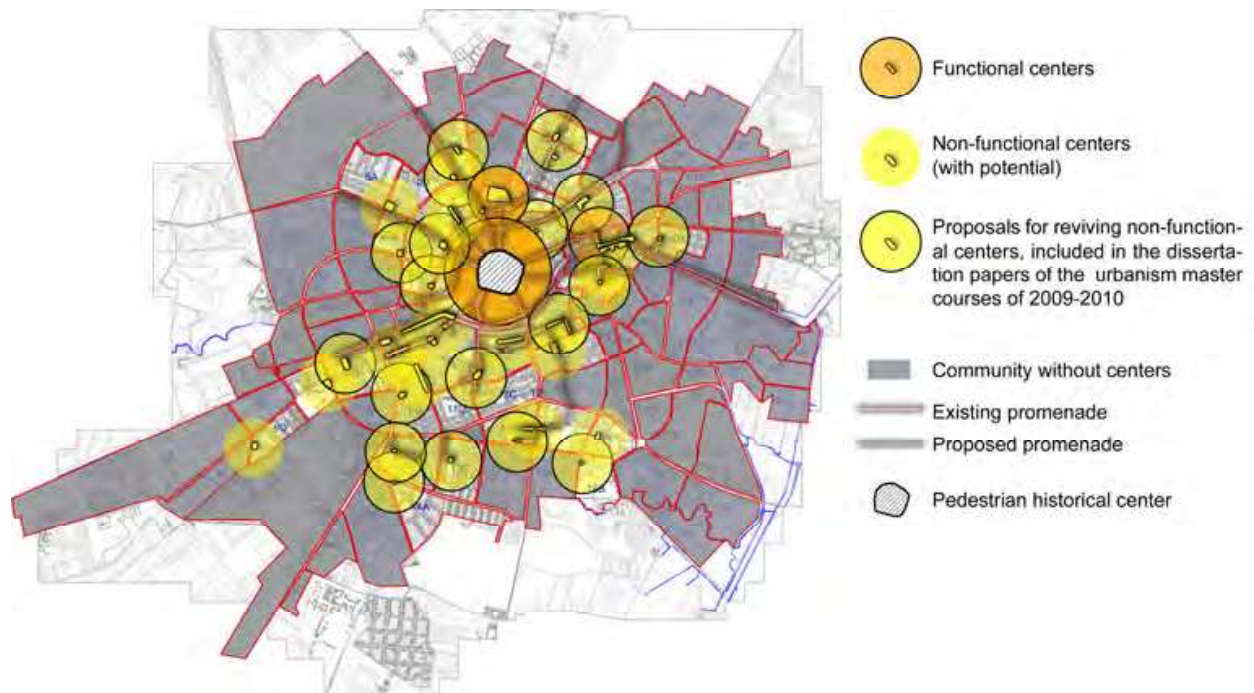 Functional centers
Non-functional centers
(with potential)
Proposals for reviving non-function-
al centers, included in the disserta-
tion papers of the urbanism master
courses of 2009-2010
Community without centers
Existing promenade
Proposed promenade
Pedestrian historical center